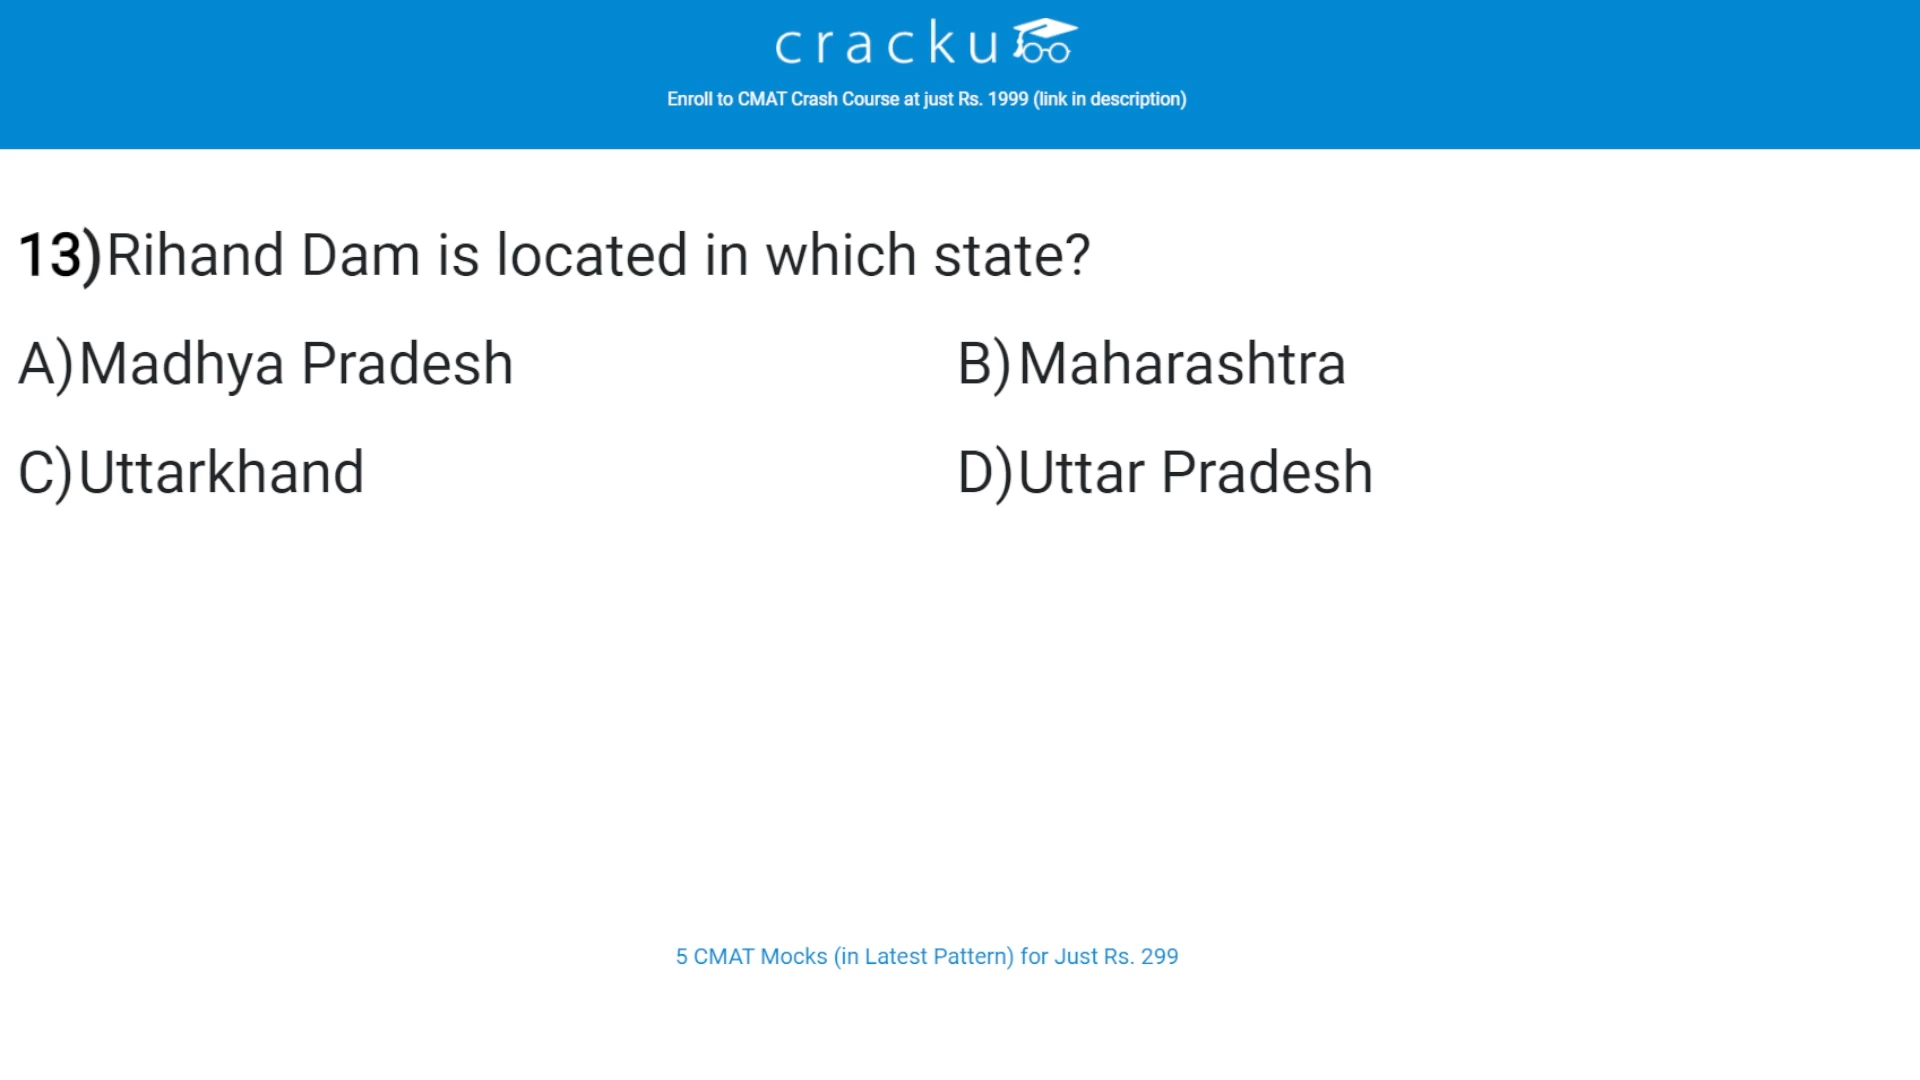 cracku
Enroll to CMAT Crash Course at just Rs. 1999 (link in description)
13)Rihand Dam is located in which state?
A)Madhya Pradesh B)Maharashtra
C)Uttarkhand D)Uttar Pradesh
5 CMAT Mocks (in Latest Pattern) for Just Rs. 299